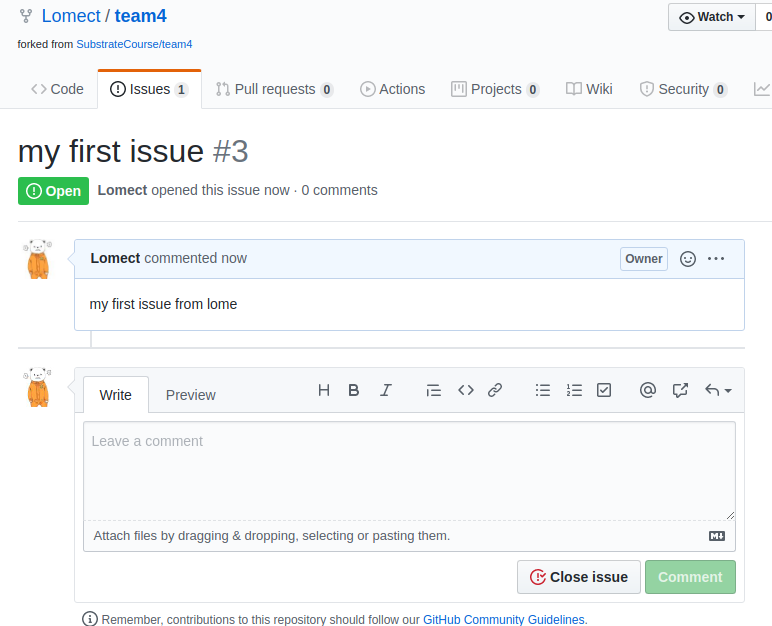 Lomect / team4
Watch
0
forked from SubstrateCourse/team4
Code
Issues 1
Pull requests 0
Actions
Projects 0
Wiki
Security 0
my first issue #3
Open
Lomect opened this issue now · 0 comments
Lomect commented now
Owner
my first issue from lome
Write
Preview
Leave a comment
Attach files by dragging & dropping, selecting or pasting them.
Close issue
Comment
Remember, contributions to this repository should follow our GitHub Community Guidelines.